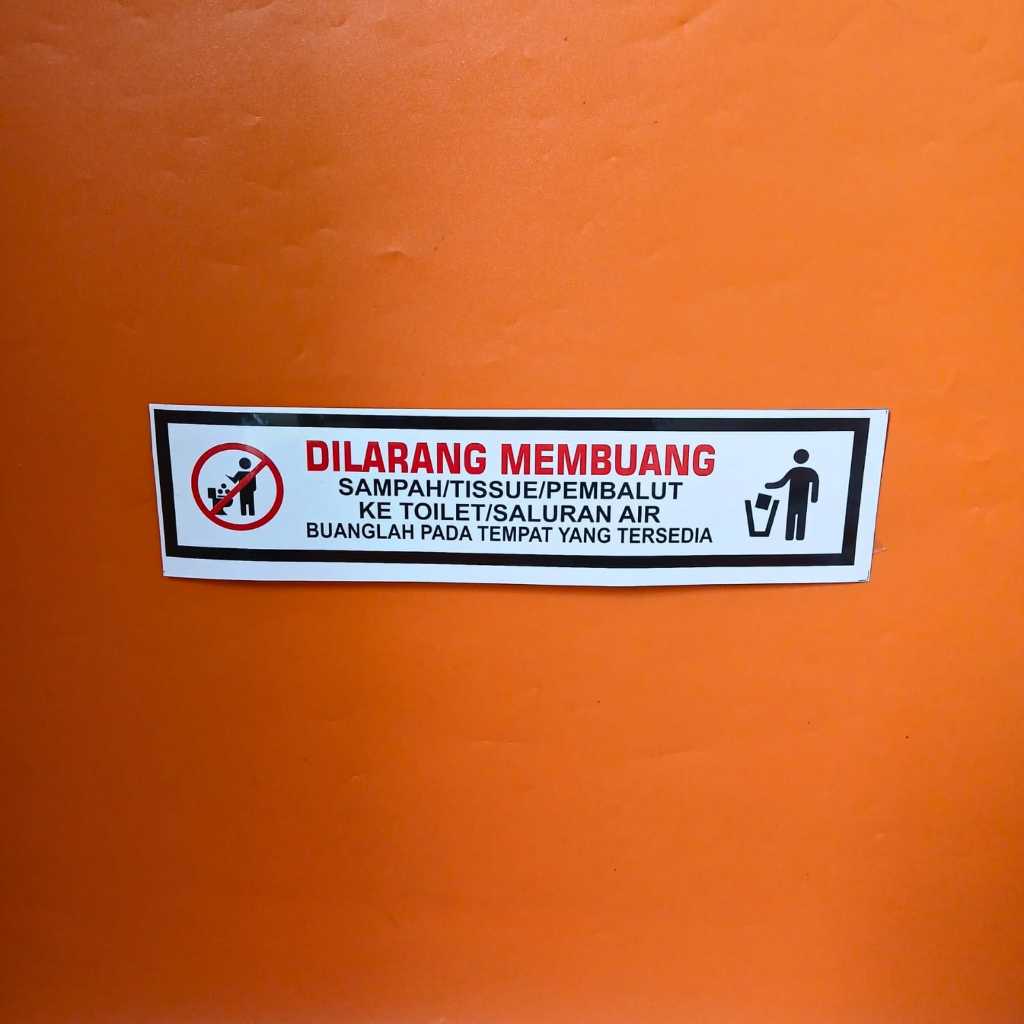 DILARANG MEMBUANG
SAMPAH/TISSUE/PEMBALUT
KE TOILET/SALURAN AIR
BUANGLAH PADA TEMPAT YANG TERSEDIA